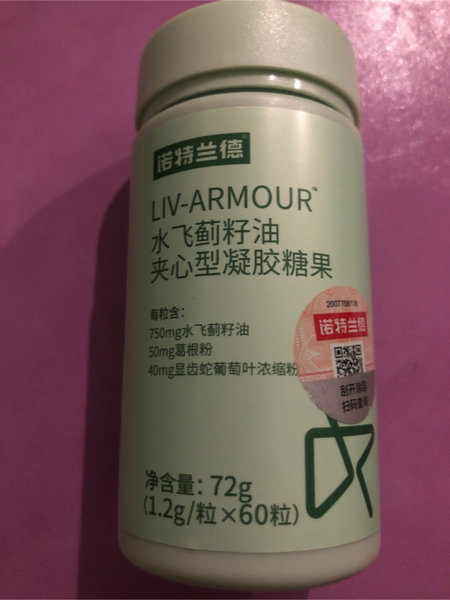 诺特兰德®
LIV-ARMOUR™
水飞蓟籽油
夹心型凝胶糖果
每粒含：
750mg水飞蓟籽油
50mg葛根粉
40mg显齿蛇葡萄叶浓缩粉
2007708118
诺特兰德
刮开涂层
扫码查询
净含量：72g
(1.2g/粒×60粒)